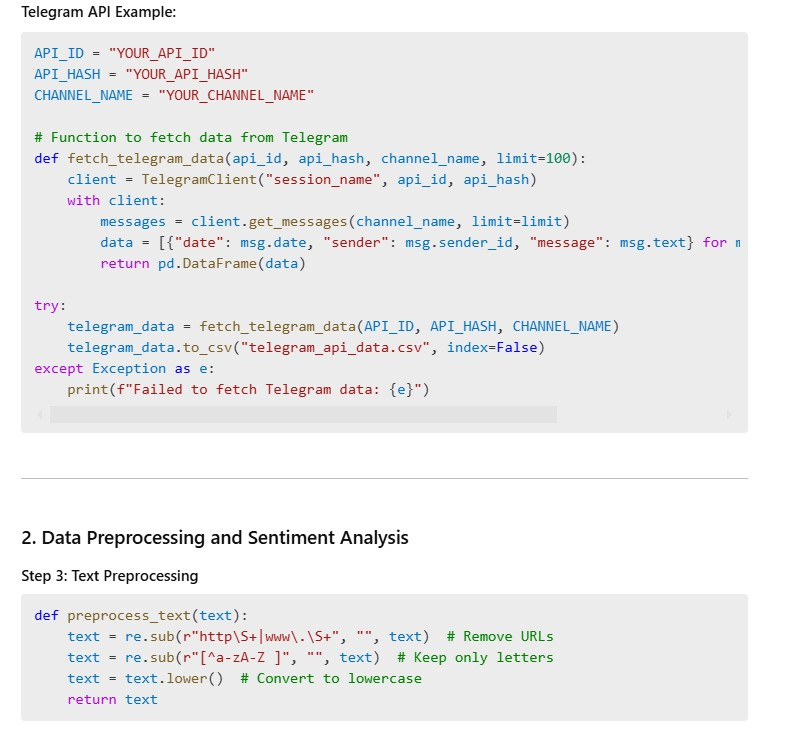 Telegram API Example:
API_ID = "YOUR_API_ID"
API_HASH = "YOUR_API_HASH"
CHANNEL_NAME = "YOUR_CHANNEL_NAME"
# Function to fetch data from Telegram
def fetch_telegram_data(api_id, api_hash, channel_name, limit=100):
    client = TelegramClient("session_name", api_id, api_hash)
    with client:
        messages = client.get_messages(channel_name, limit=limit)
        data = [{"date": msg.date, "sender": msg.sender_id, "message": msg.text} for
        return pd.DataFrame(data)
try:
    telegram_data = fetch_telegram_data(API_ID, API_HASH, CHANNEL_NAME)
    telegram_data.to_csv("telegram_api_data.csv", index=False)
except Exception as e:
    print(f"Failed to fetch Telegram data: {e}")
2. Data Preprocessing and Sentiment Analysis
Step 3: Text Preprocessing
def preprocess_text(text):
    text = re.sub(r"http\S+|www\.\S+", "", text)  # Remove URLs
    text = re.sub(r"[^a-zA-Z ]", "", text)  # Keep only letters
    text = text.lower()  # Convert to lowercase
    return text